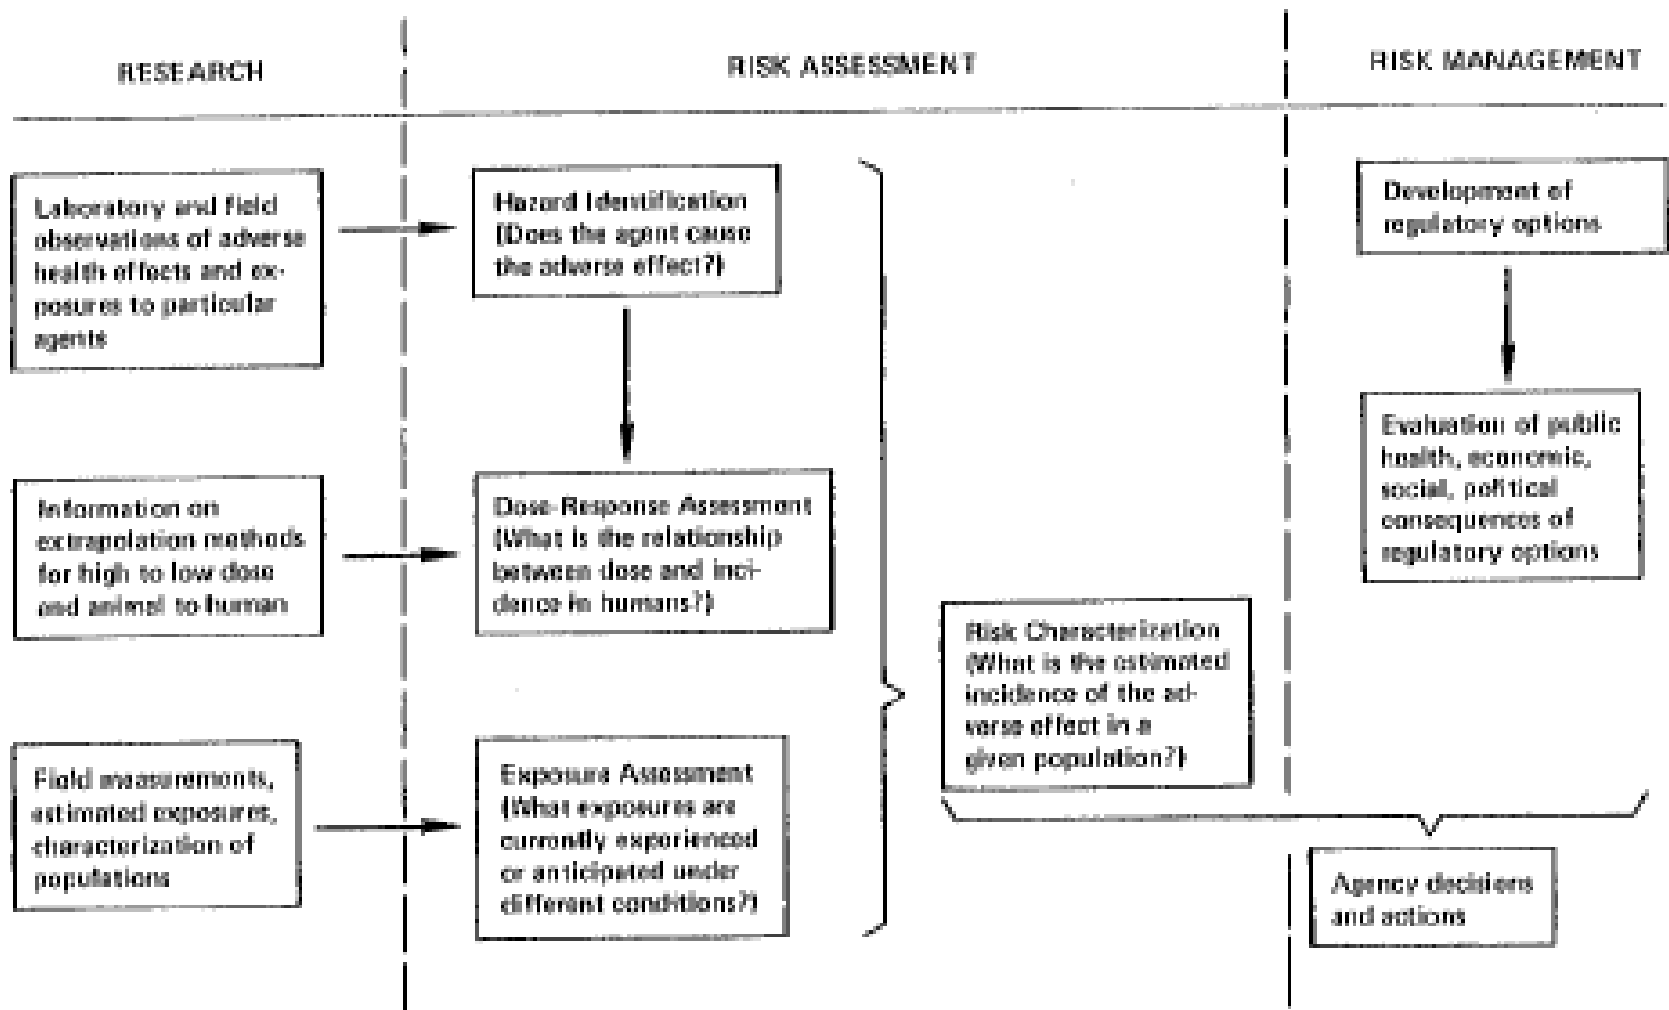 RESEARCH
RISK ASSESSMENT
RISK MANAGEMENT
Laboratory and field
observations of adverse
health effects and ex-
posures to particular
agents
Hazard Identification
(Does the agent cause
the adverse effect?)
Development of
regulatory options
Information on
extrapolation methods
for high to low dose
and animal to human
Dose-Response Assessment
(What is the relationship
between dose and inci-
dence in humans?)
Evaluation of public
health, economic,
social, political
consequences of
regulatory options
Field measurements,
estimated exposures,
characterization of
populations
Exposure Assessment
(What exposures are
currently experienced
or anticipated under
different conditions?)
Risk Characterization
(What is the estimated
incidence of the ad-
verse effect in a
given population?)
Agency decisions
and actions